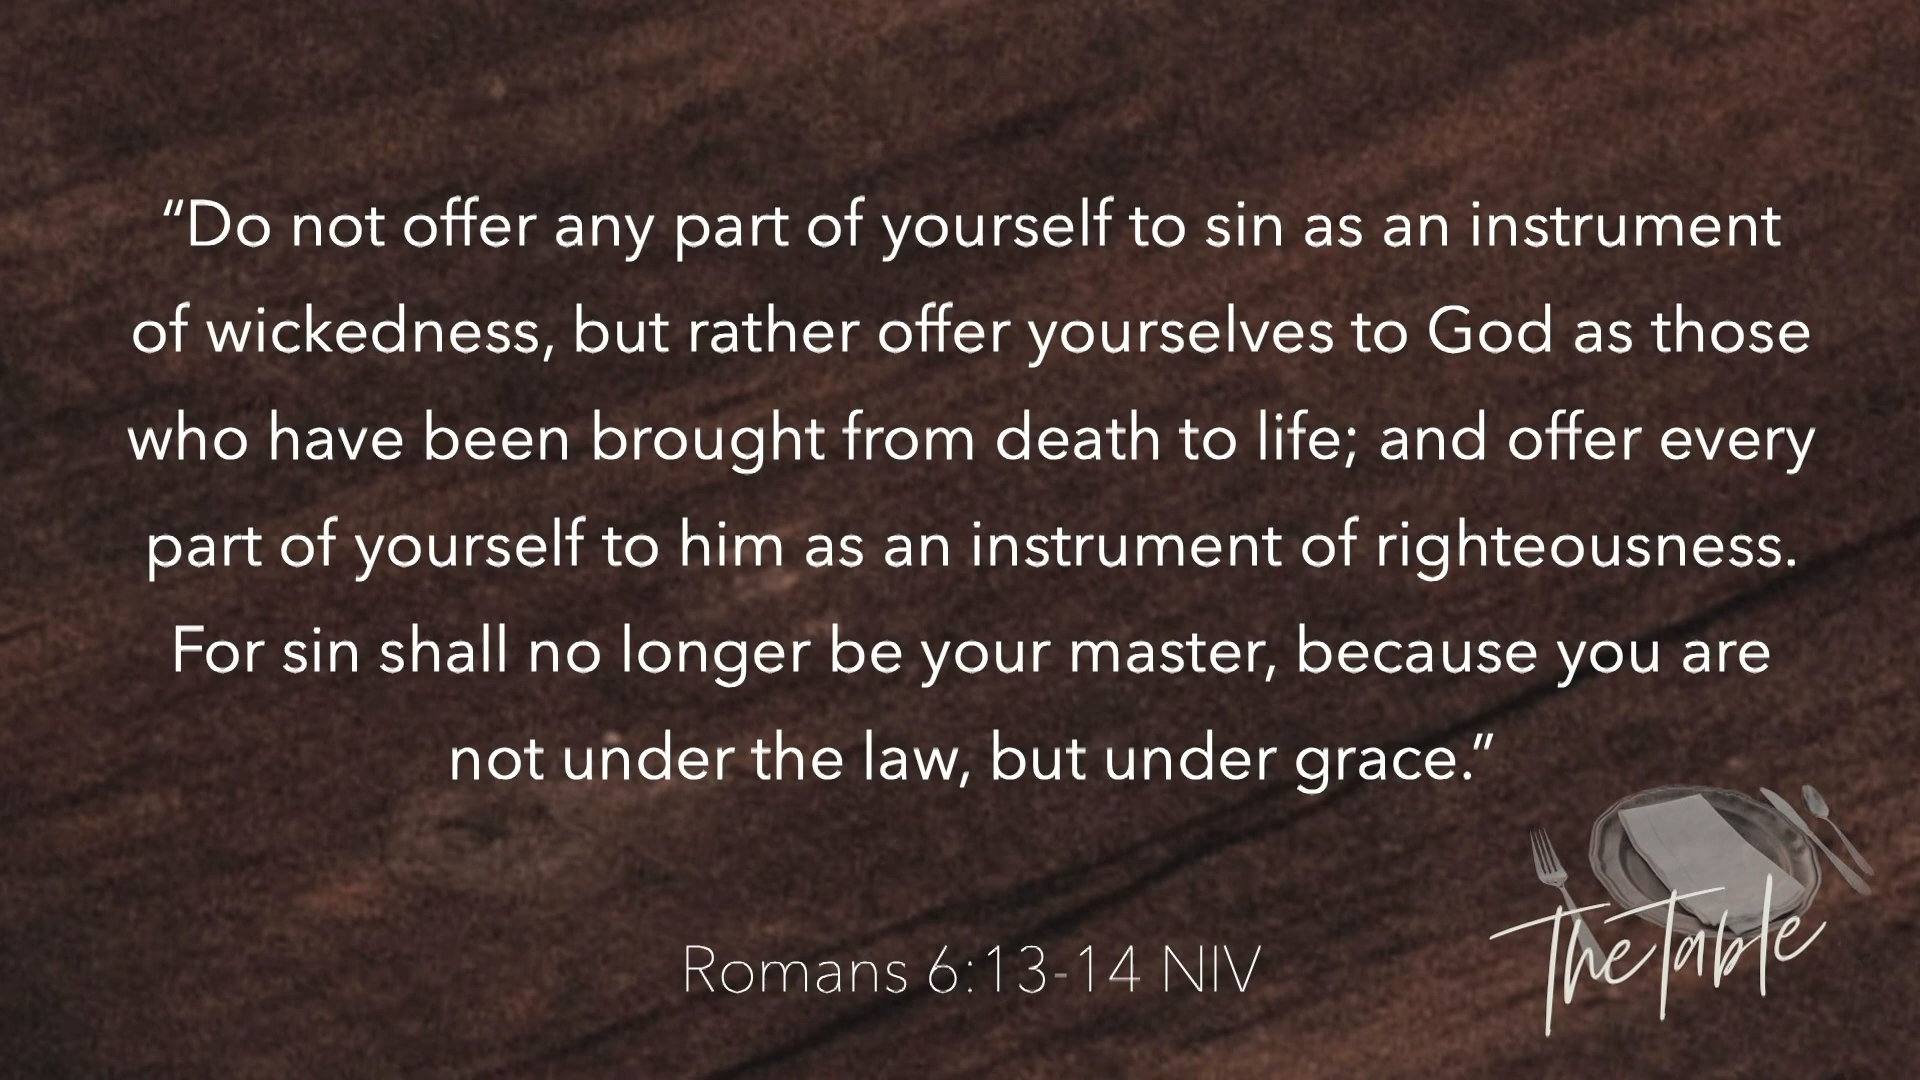 “Do not offer any part of yourself to sin as an instrument
of wickedness, but rather offer yourselves to God as those
who have been brought from death to life; and offer every
part of yourself to him as an instrument of righteousness.
For sin shall no longer be your master, because you are
not under the law, but under grace.”
Romans 6:13-14 NIV
The Table